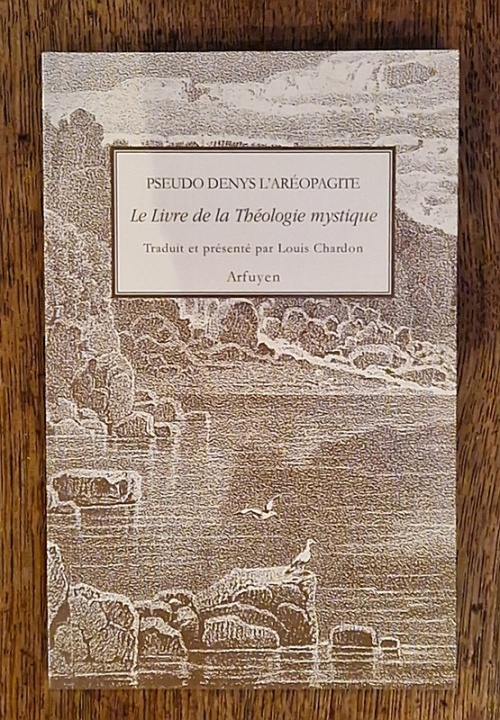 PSEUDO DENYS L'ARÉOPAGITE
Le Livre de la Théologie mystique
Traduit et présenté par Louis Chardon
Arfuyen